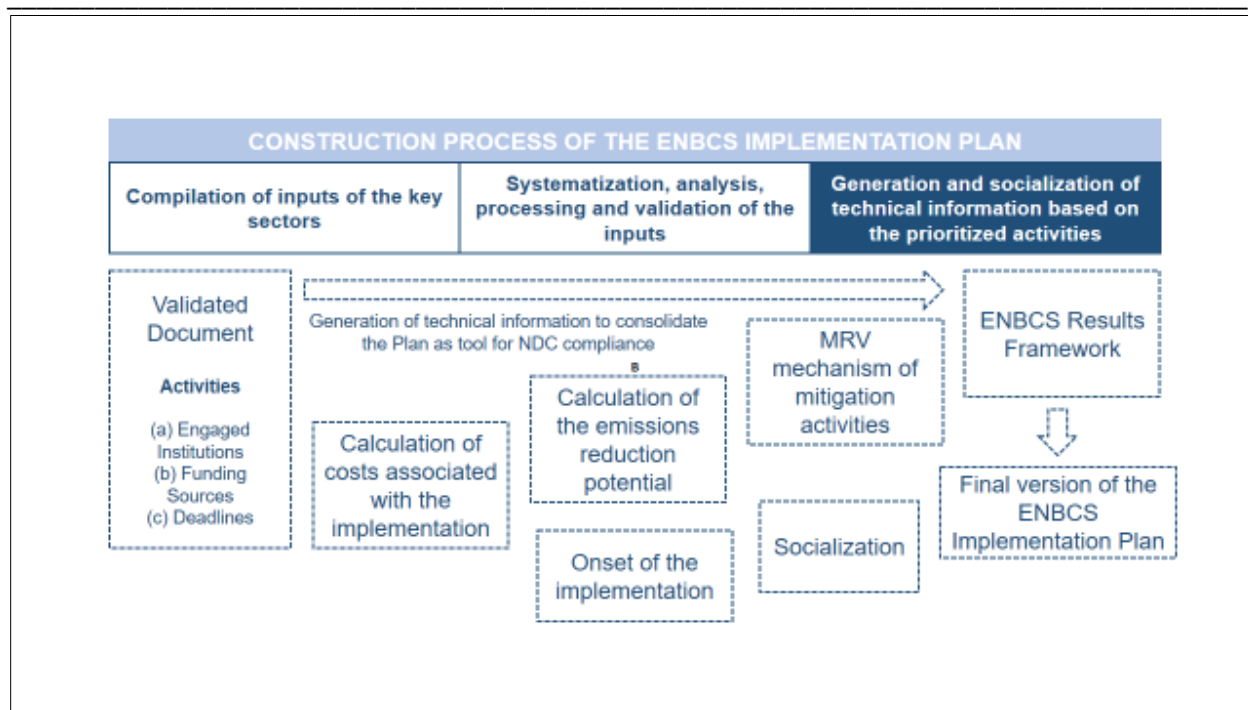 CONSTRUCTION PROCESS OF THE ENBCS IMPLEMENTATION PLAN
Compilation of inputs of the key
sectors
Systematization, analysis,
processing and validation of the
inputs
Generation and socialization of
technical information based on
the prioritized activities
Validated
Document
Activities
(a) Engaged
Institutions
(b) Funding
Sources
(c) Deadlines
Generation of technical information to consolidate
the Plan as tool for NDC compliance
B
Calculation of
costs associated
with the
implementation
Calculation of
the emissions
reduction
potential
Onset of the
implementation
MRV
mechanism of
mitigation
activities
Socialization
ENBCS Results
Framework
Final version of the
ENBCS
Implementation Plan